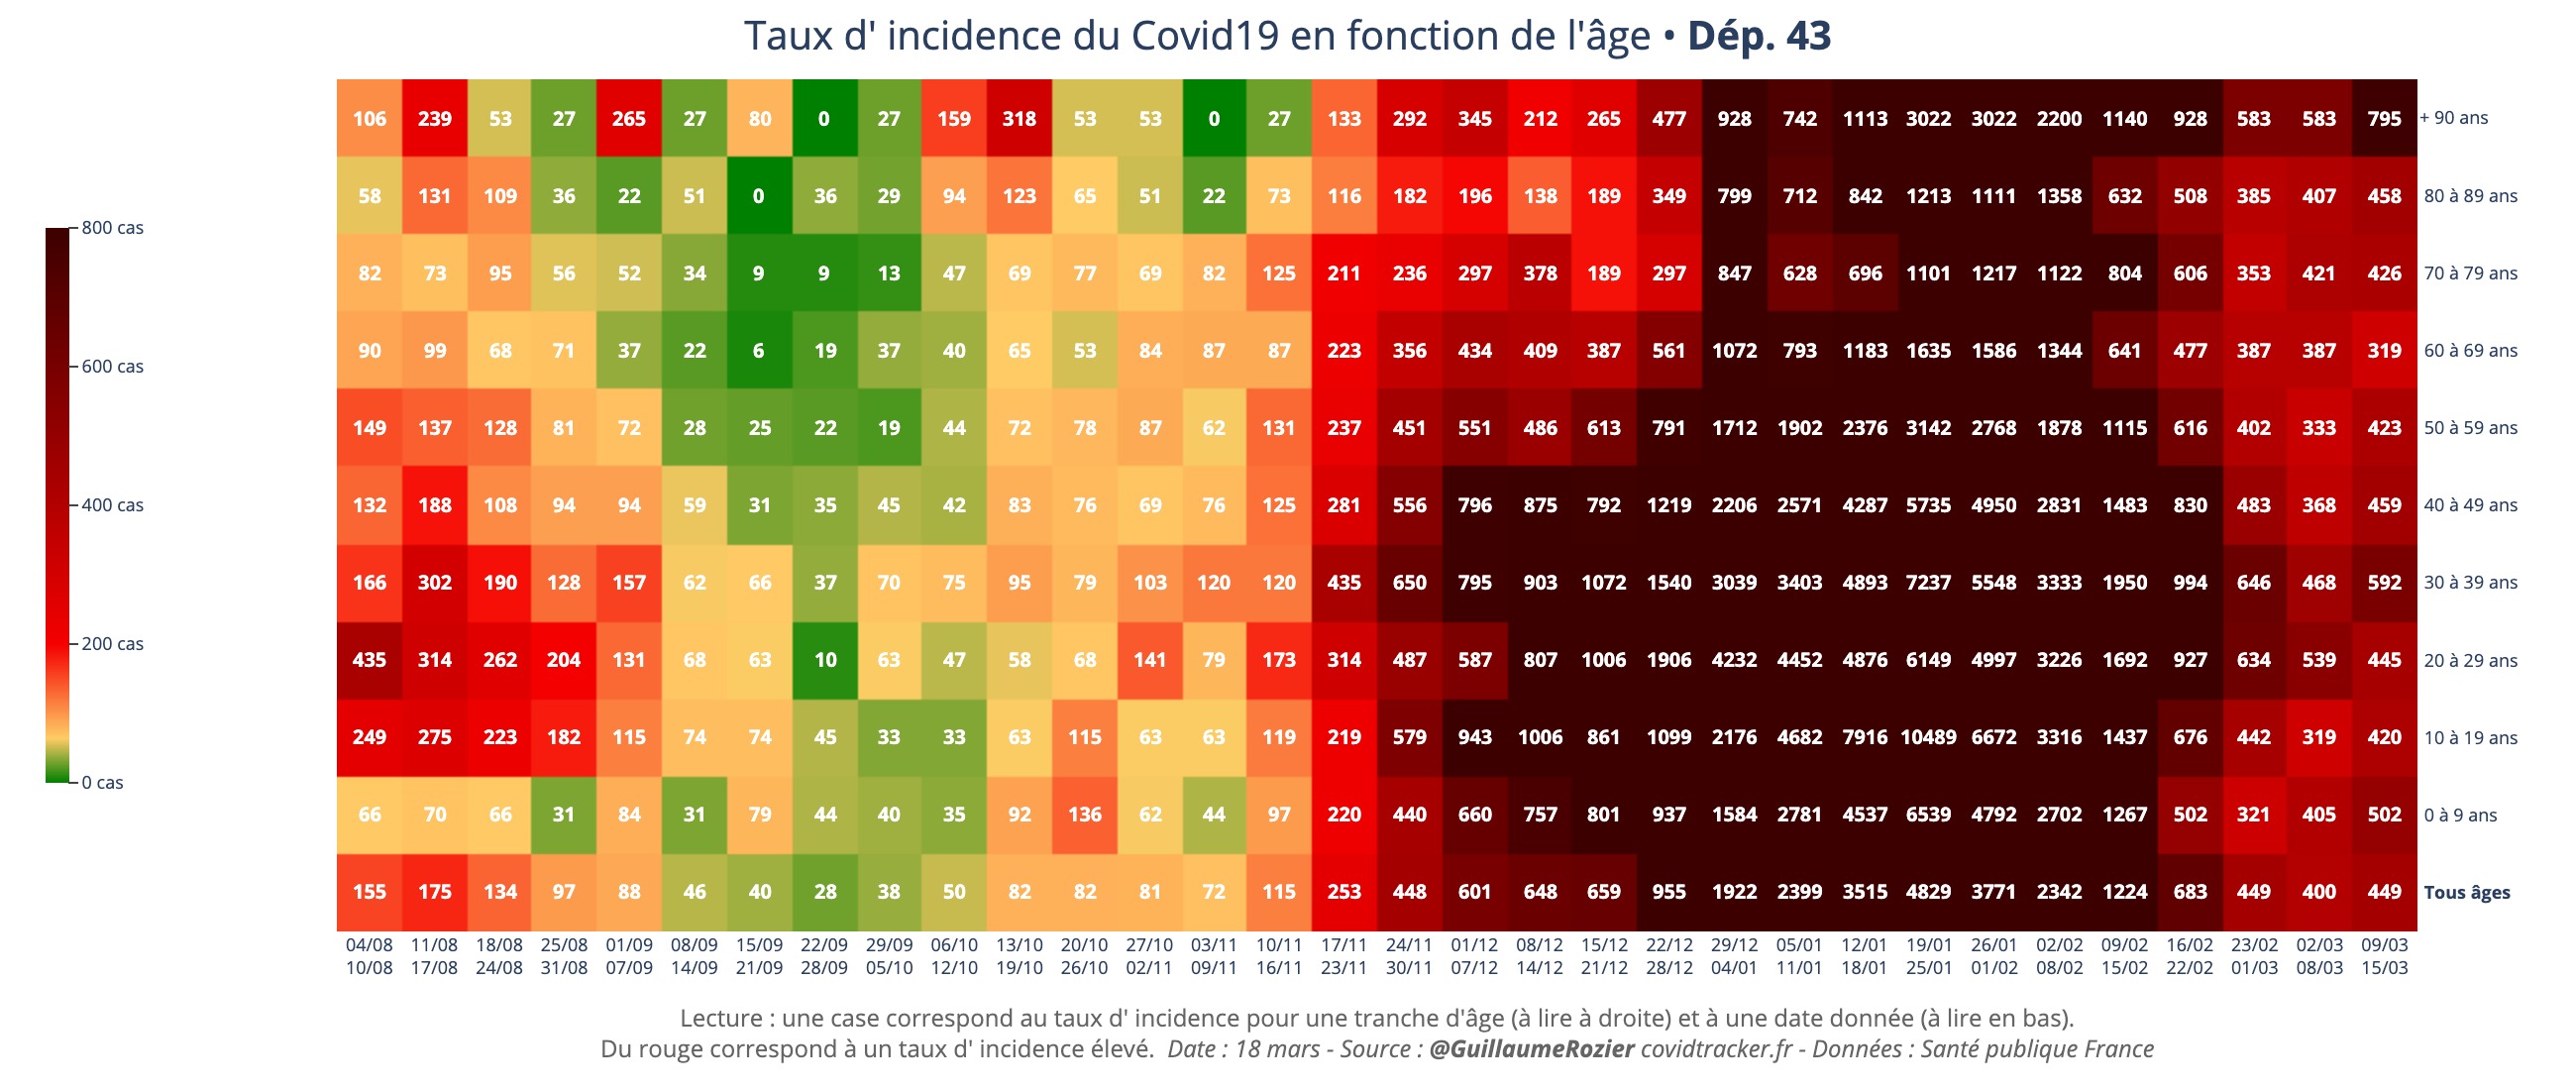 Taux d' incidence du Covid19 en fonction de l'âge • Dép. 43
106 239 53 27 265 27 80 0 27 159 318 53 53 0 27 133 292 345 212 265 477 928 742 1113 3022 3022 2200 1140 928 583 583 795 + 90 ans
58 131 109 36 22 51 0 36 29 94 123 65 51 22 73 116 182 196 138 189 349 799 712 842 1213 1111 1358 632 508 385 407 458 80 à 89 ans
800 cas
82 73 95 56 52 34 9 9 13 47 69 77 69 82 125 211 236 297 378 189 297 847 628 696 1101 1217 1122 804 606 353 421 426 70 à 79 ans
90 99 68 71 37 22 6 19 37 40 65 53 84 87 87 223 356 434 409 387 561 1072 793 1183 1635 1586 1344 641 477 387 387 319 60 à 69 ans
600 cas
149 137 128 81 72 28 25 22 19 44 72 78 87 62 131 237 451 551 486 613 791 1712 1902 2376 3142 2768 1878 1115 616 402 333 423 50 à 59 ans
400 cas
132 188 108 94 94 59 31 35 45 42 83 76 69 76 125 281 556 796 875 792 1219 2206 2571 4287 5735 4950 2831 1483 830 483 368 459 40 à 49 ans
166 302 190 128 157 62 66 37 70 75 95 79 103 120 120 435 650 795 903 1072 1540 3039 3403 4893 7237 5548 3333 1950 994 646 468 592 30 à 39 ans
200 cas
435 314 262 204 131 68 63 10 63 47 58 68 141 79 173 314 487 587 807 1006 1906 4232 4452 4876 6149 4997 3226 1692 927 634 539 445 20 à 29 ans
249 275 223 182 115 74 74 45 33 33 63 115 63 63 119 219 579 943 1006 861 1099 2176 4682 7916 10489 6672 3316 1437 676 442 319 420 10 à 19 ans
0 cas
66 70 66 31 84 31 79 44 40 35 92 136 62 44 97 220 440 660 757 801 937 1584 2781 4537 6539 4792 2702 1267 502 321 405 502 0 à 9 ans
155 175 134 97 88 46 40 28 38 50 82 82 81 72 115 253 448 601 648 659 955 1922 2399 3515 4829 3771 2342 1224 683 449 400 449 Tous âges
04/08 11/08 18/08 25/08 01/09 08/09 15/09 22/09 29/09 06/10 13/10 20/10 27/10 03/11 10/11 17/11 24/11 01/12 08/12 15/12 22/12 29/12 05/01 12/01 19/01 26/01 02/02 09/02 16/02 23/02 02/03 09/03
10/08 17/08 24/08 31/08 07/09 14/09 21/09 28/09 05/10 12/10 19/10 26/10 02/11 09/11 16/11 23/11 30/11 07/12 14/12 21/12 28/12 04/01 11/01 18/01 25/01 01/02 08/02 15/02 22/02 01/03 08/03 15/03
Lecture : une case correspond au taux d' incidence pour une tranche d'âge (à lire à droite) et à une date donnée (à lire en bas).
Du rouge correspond à un taux d' incidence élevé. Date : 18 mars - Source : @GuillaumeRozier covidtracker.fr - Données : Santé publique France